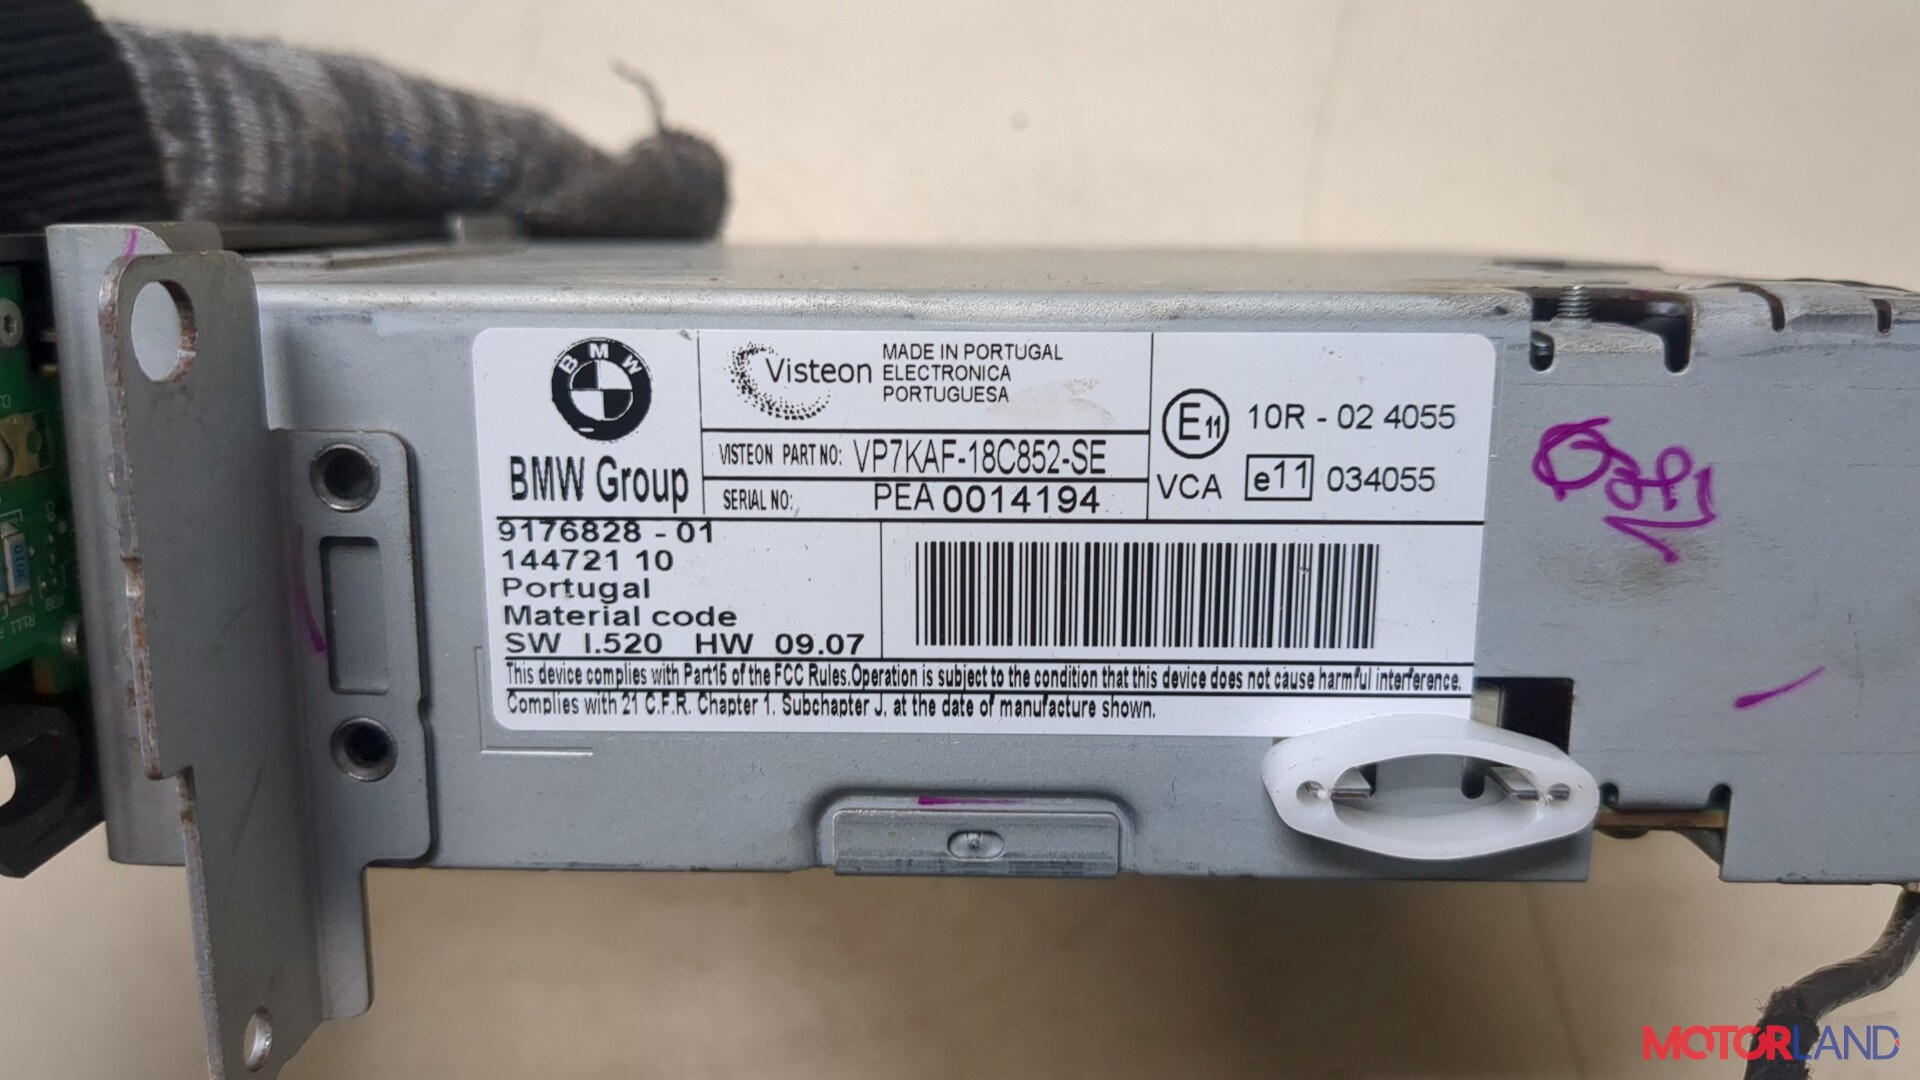 BMW
BMW Group
Visteon
MADE IN PORTUGAL
ELECTRONICA
PORTUGUESA
VISTEON PART NO: VP7KAF-18C852-SE
SERIAL NO: PEA 0014194
E11 10R - 02 4055
VCA e11 034055
9176828 - 01
144721 10
Portugal
Material code
SW I.520 HW 09.07
This device complies with Part15 of the FCC Rules.Operation is subject to the condition that this device does not cause harmful interference.
Complies with 21 C.F.R. Chapter 1, Subchapter J, at the date of manufacture shown.
R111
MOTORLAND